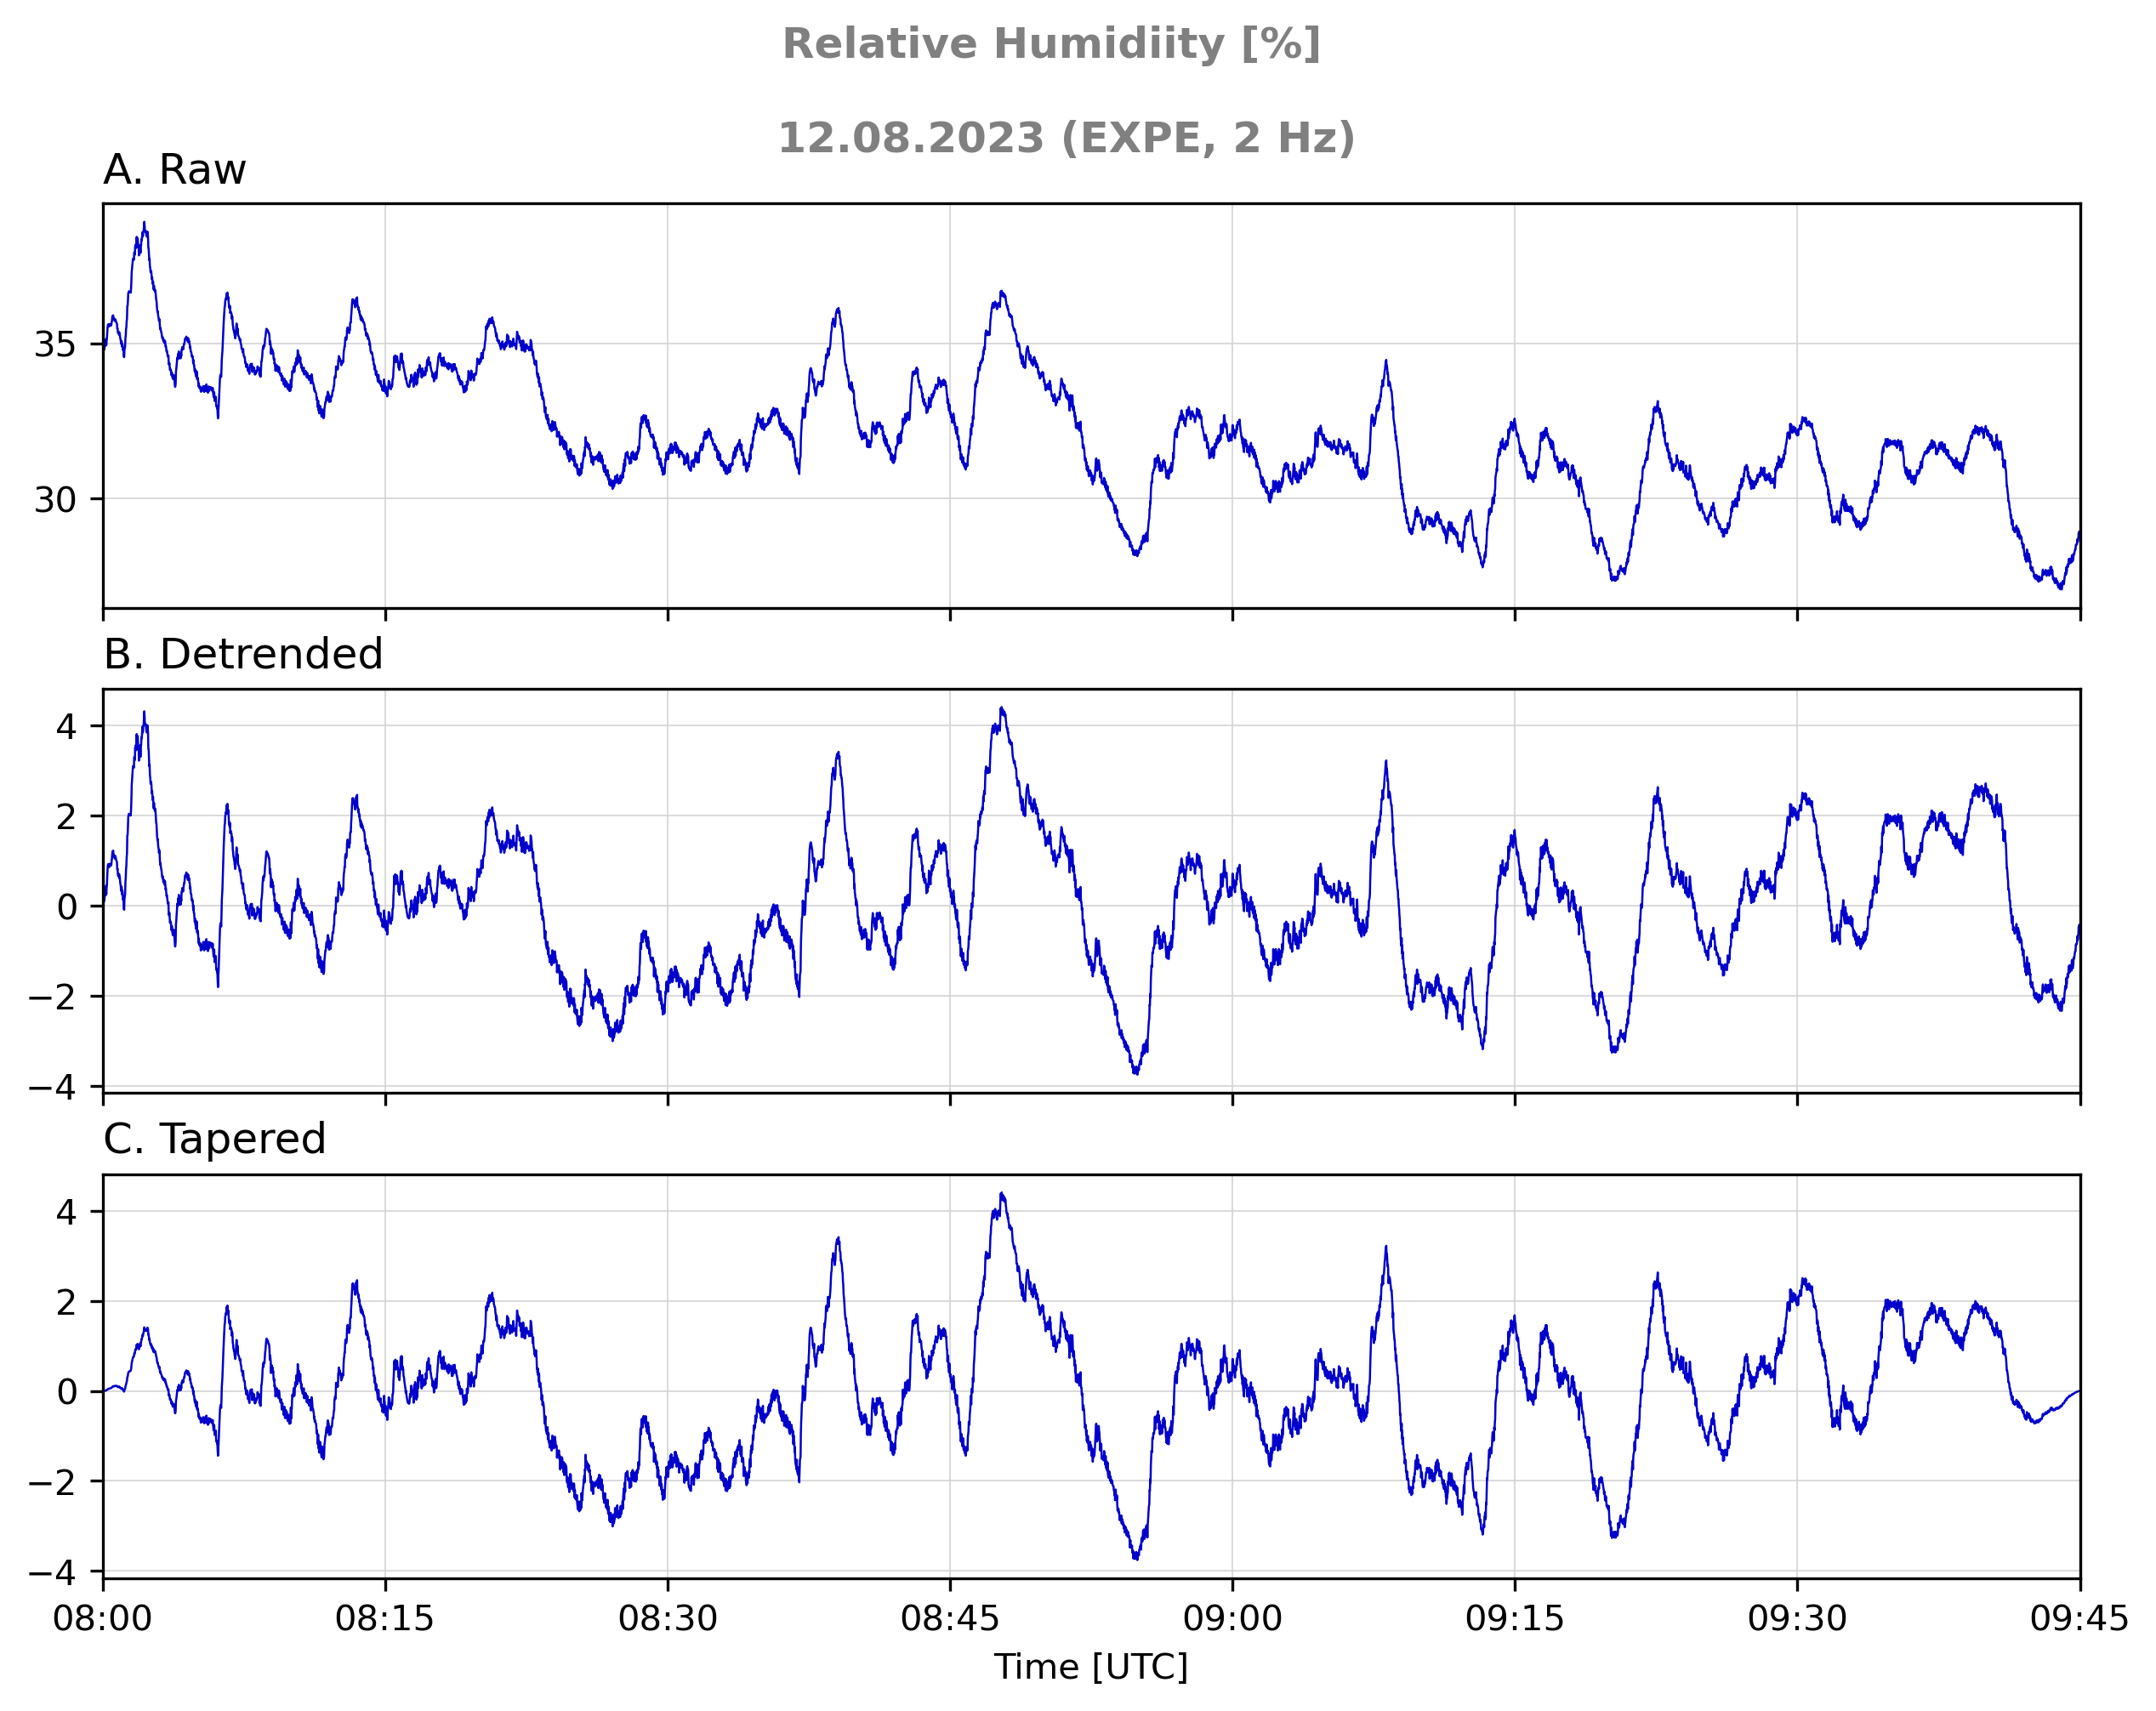 Relative Humidiity [%]
12.08.2023 (EXPE, 2 Hz)
A. Raw
35
30
B. Detrended
4
2
0
−2
−4
C. Tapered
4
2
0
−2
−4
08:00 08:15 08:30 08:45 09:00 09:15 09:30 09:45
Time [UTC]